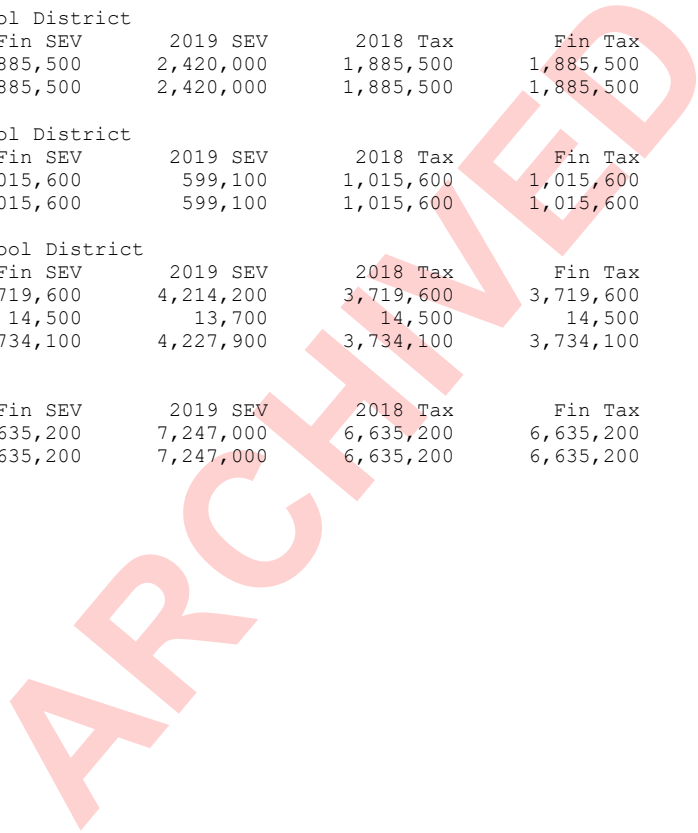 ol District
Fin SEV 2019 SEV 2018 Tax Fin Tax
885,500 2,420,000 1,885,500 1,885,500
885,500 2,420,000 1,885,500 1,885,500
ol District
Fin SEV 2019 SEV 2018 Tax Fin Tax
015,600 599,100 1,015,600 1,015,600
015,600 599,100 1,015,600 1,015,600
ool District
Fin SEV 2019 SEV 2018 Tax Fin Tax
719,600 4,214,200 3,719,600 3,719,600
14,500 13,700 14,500 14,500
734,100 4,227,900 3,734,100 3,734,100
Fin SEV 2019 SEV 2018 Tax Fin Tax
635,200 7,247,000 6,635,200 6,635,200
635,200 7,247,000 6,635,200 6,635,200
ARCHIVED